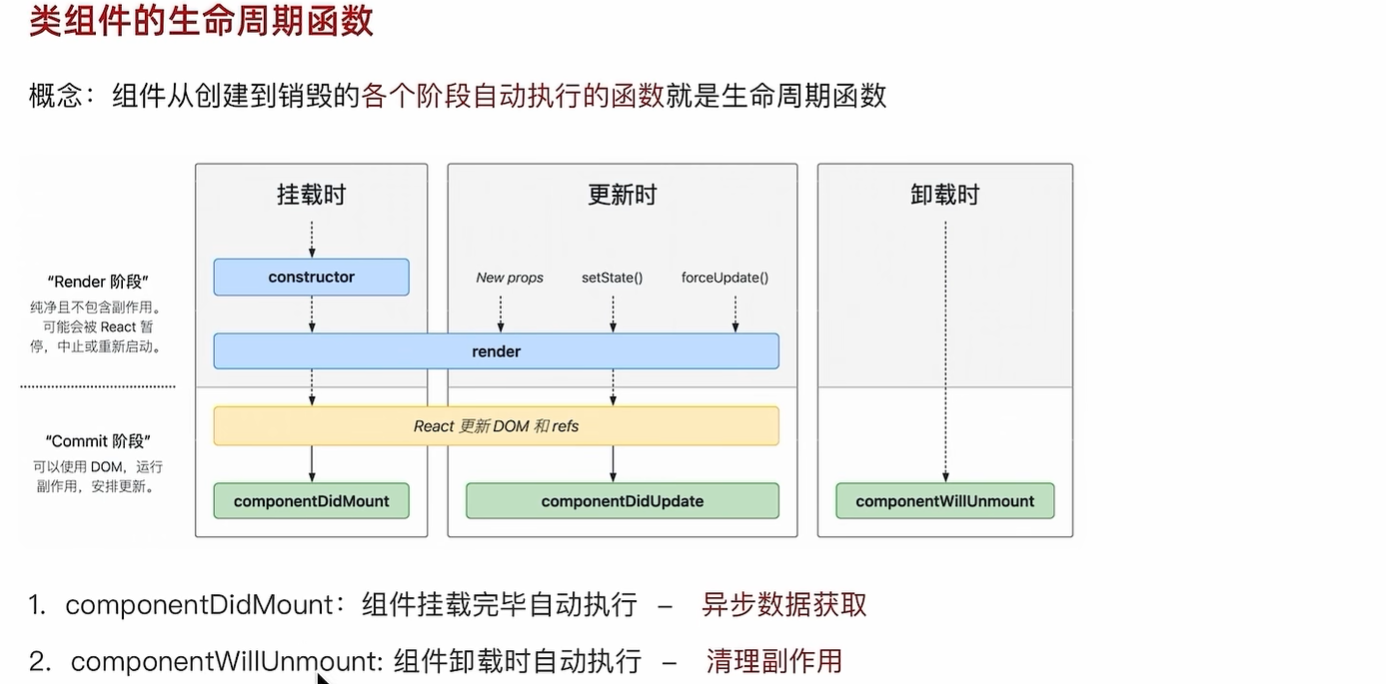 类组件的生命周期函数
概念：组件从创建到销毁的各个阶段自动执行的函数就是生命周期函数
挂载时
更新时
卸载时
“Render 阶段”
纯净且不包含副作用。
可能会被 React 暂
停，中止或重新启动。
constructor
New props
setState()
forceUpdate()
render
React 更新 DOM 和 refs
“Commit 阶段”
可以使用 DOM，运行
副作用，安排更新。
componentDidMount
componentDidUpdate
componentWillUnmount
1. componentDidMount：组件挂载完毕自动执行 – 异步数据获取
2. componentWillUnmount: 组件卸载时自动执行 – 清理副作用